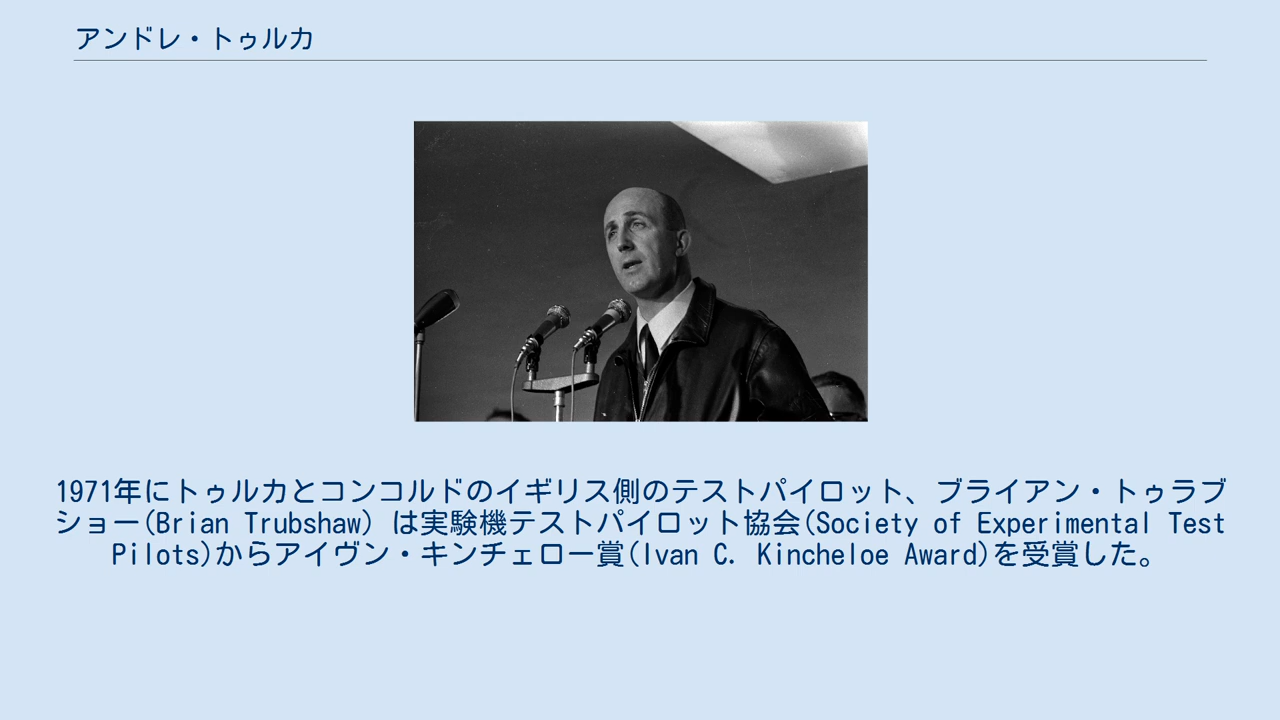 アンドレ・トゥルカ
1971年にトゥルカとコンコルドのイギリス側のテストパイロット、ブライアン・トゥラブ
ショー(Brian Trubshaw) は実験機テストパイロット協会(Society of Experimental Test
Pilots)からアイヴン・キンチェロー賞(Ivan C. Kincheloe Award)を受賞した。